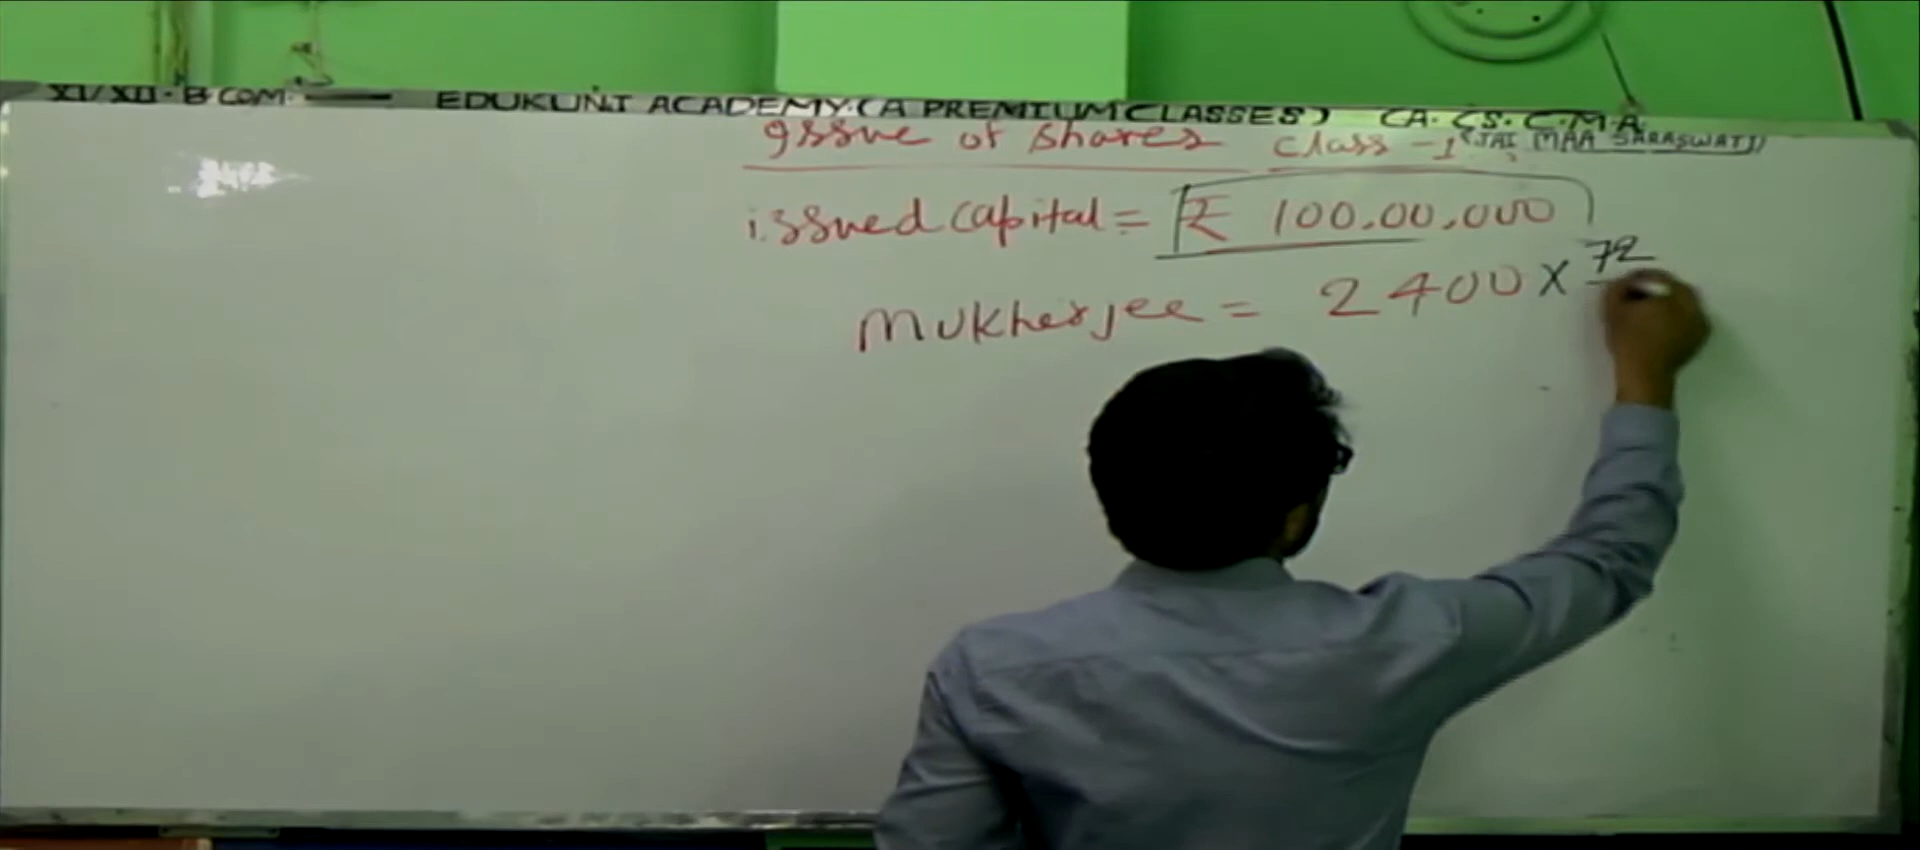 XI/XII. B.COM. — EDUKUNT ACADEMY.(A PREMIUM CLASSES) CA. CS. C.M.A
(JAI MAA SARASWATI)
Issue of shares Class -1
issued capital = ₹ 100,00,000
Mukherjee = 2400 X 72